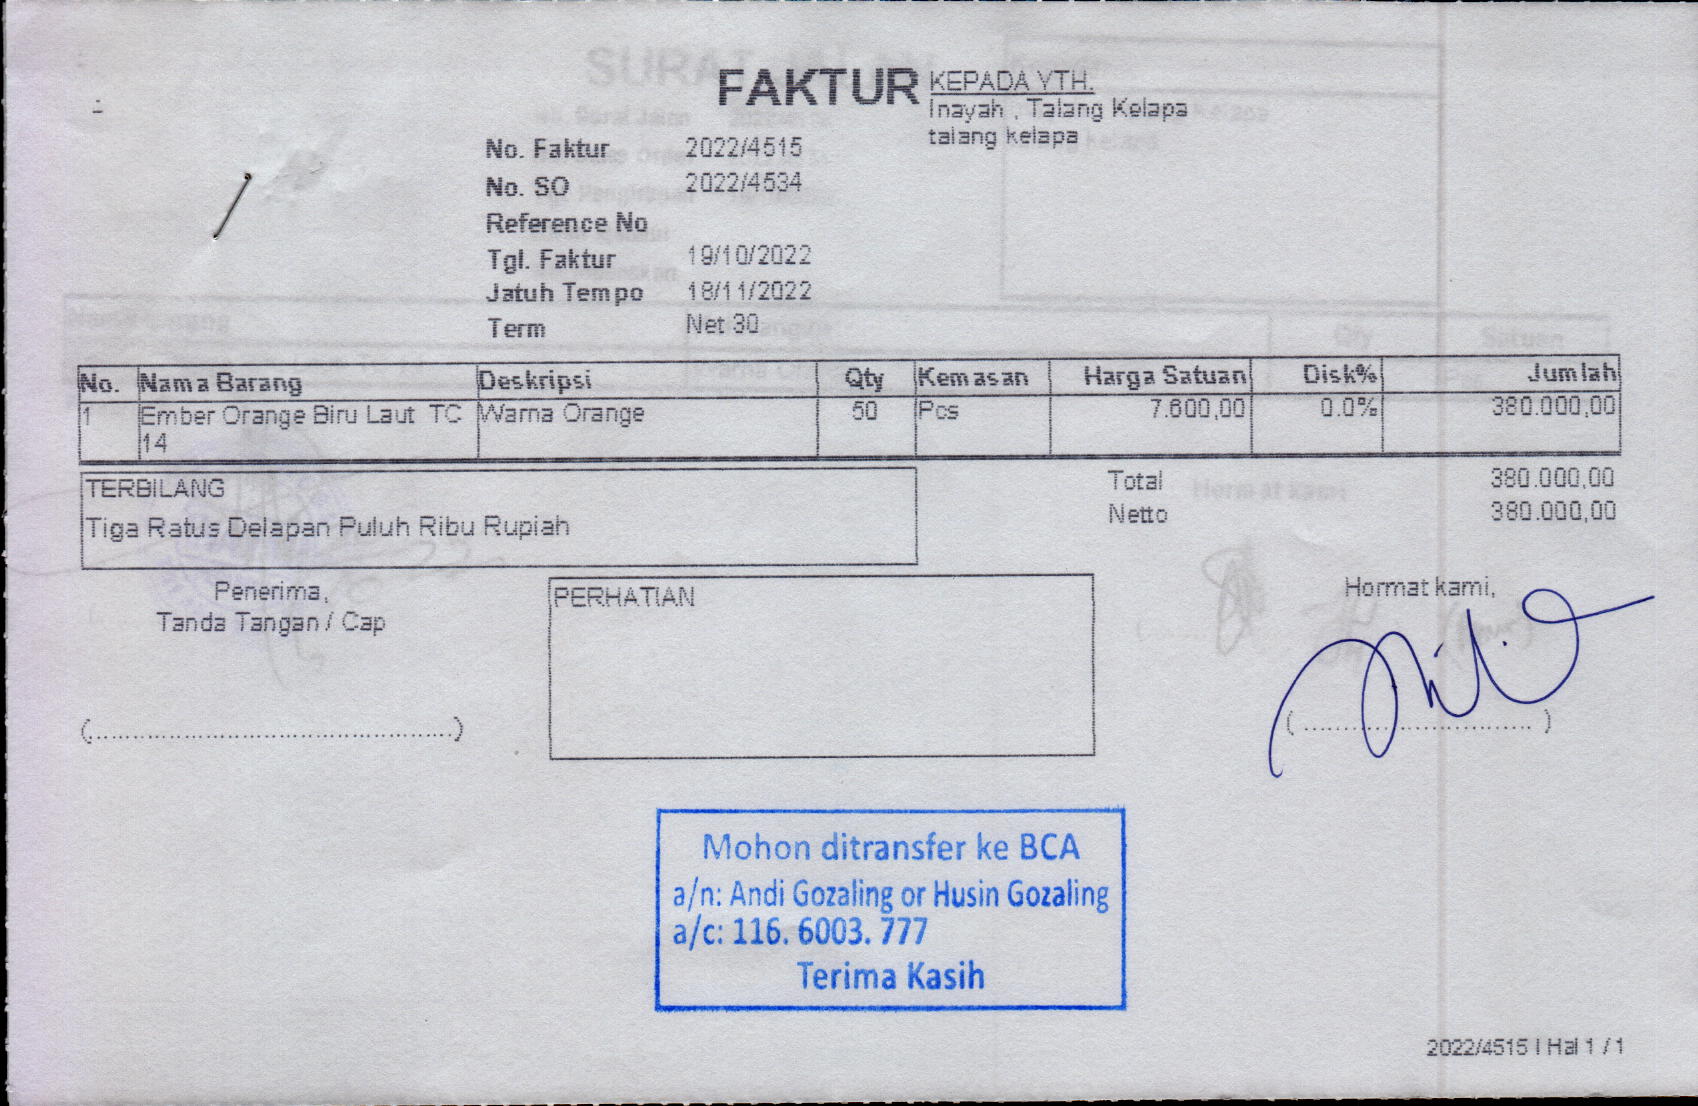 FAKTUR
KEPADA YTH.
Inayah , Talang Kelapa
talang kelapa
No. Faktur 2022/4515
No. SO 2022/4534
Reference No
Tgl. Faktur 19/10/2022
Jatuh Tempo 18/11/2022
Term Net 30
No. Nama Barang Deskripsi Qty Kemasan Harga Satuan Disk% Jumlah
1 Ember Orange Biru Laut TC Warna Orange 50 Pcs 7.600,00 0.0% 380.000,00
14
TERBILANG
Tiga Ratus Delapan Puluh Ribu Rupiah
Total 380.000,00
Netto 380.000,00
Penerima,
Tanda Tangan / Cap
PERHATIAN
Hormat kami,
(................................................)
( .............................. )
Mohon ditransfer ke BCA
a/n: Andi Gozaling or Husin Gozaling
a/c: 116. 6003. 777
Terima Kasih
2022/4515 I Hal 1 / 1